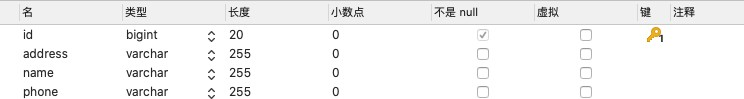 名 类型 长度 小数点 不是 null 虚拟 键 注释
id bigint 20 0 1
address varchar 255 0
name varchar 255 0
phone varchar 255 0